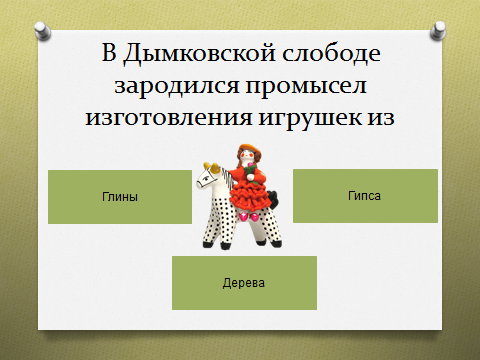 В Дымковской слободе
зародился промысел
изготовления игрушек из
Глины
Гипса
Дерева